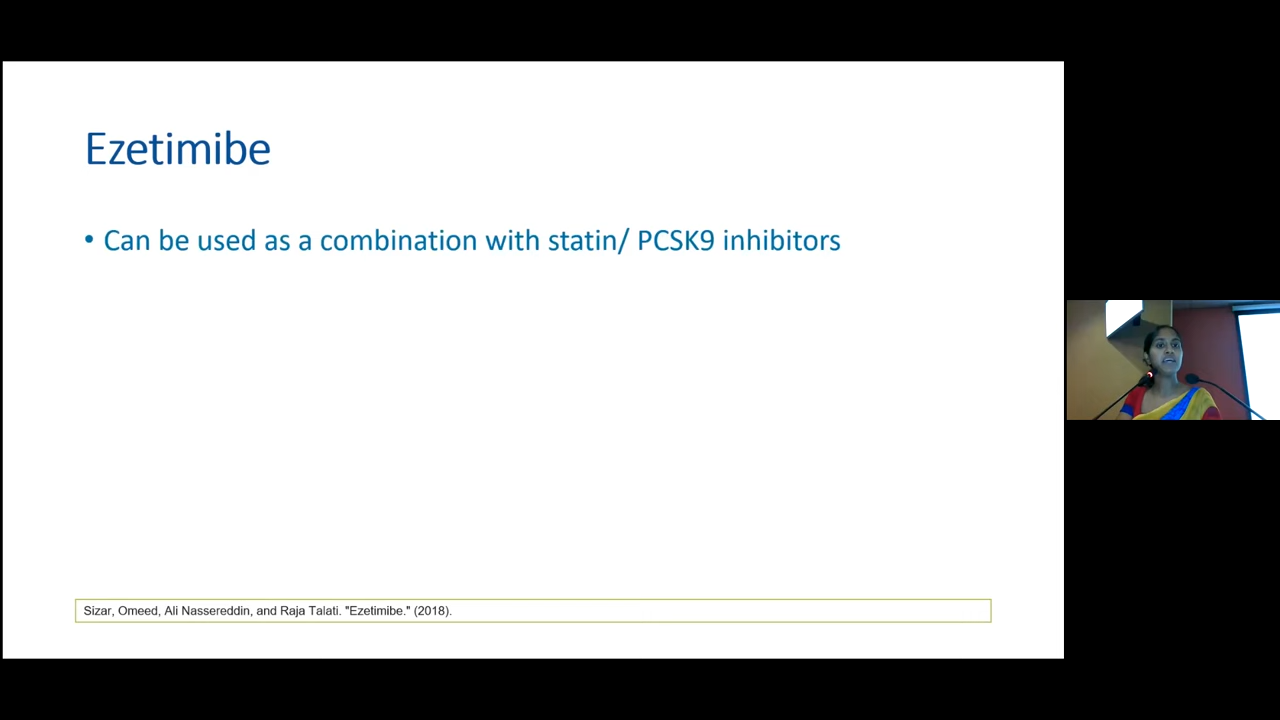 Ezetimibe
• Can be used as a combination with statin/ PCSK9 inhibitors
Sizar, Omeed, Ali Nassereddin, and Raja Talati. "Ezetimibe." (2018).